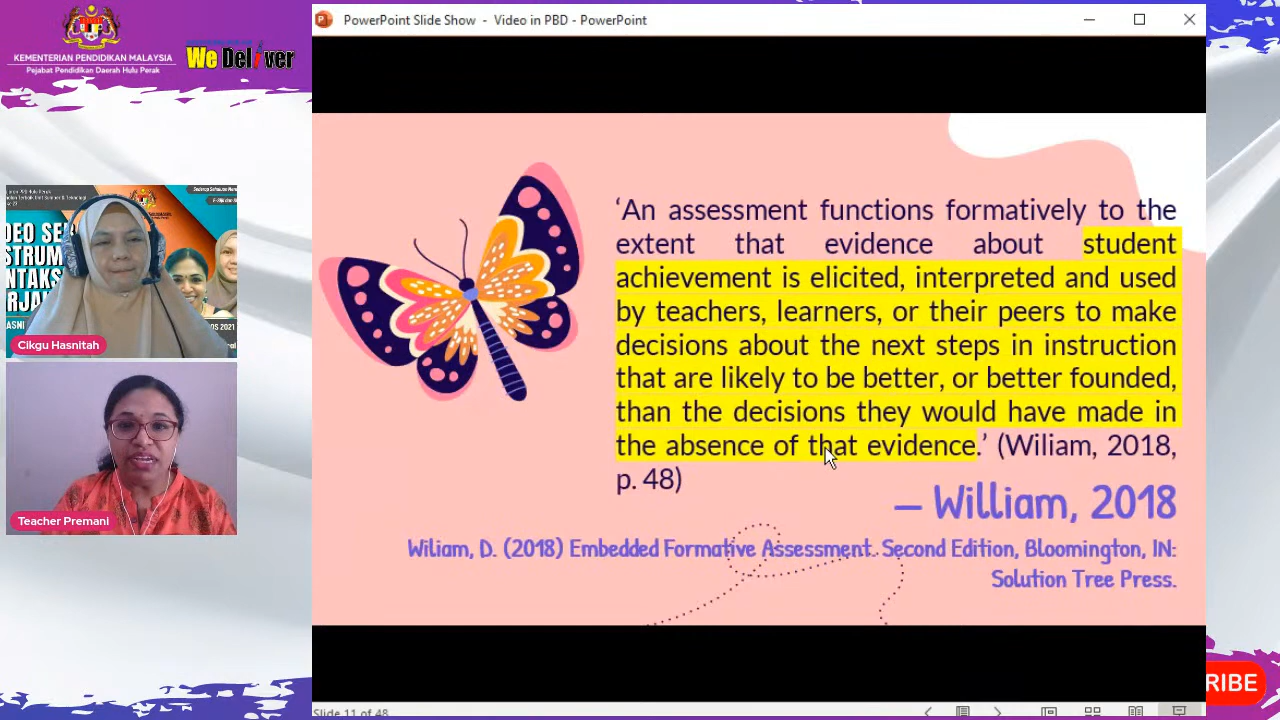 PowerPoint Slide Show - Video in PBD - PowerPoint
KEMENTERIAN PENDIDIKAN MALAYSIA
Pejabat Pendidikan Daerah Hulu Perak
We Deliver
‘An assessment functions formatively to the
extent that evidence about student
achievement is elicited, interpreted and used
by teachers, learners, or their peers to make
decisions about the next steps in instruction
that are likely to be better, or better founded,
than the decisions they would have made in
the absence of that evidence.’ (Wiliam, 2018,
p. 48)
— William, 2018
Wiliam, D. (2018) Embedded Formative Assessment. Second Edition, Bloomington, IN:
Solution Tree Press.
Cikgu Hasnitah
Teacher Premani
RIBE
Slide 11 of 48